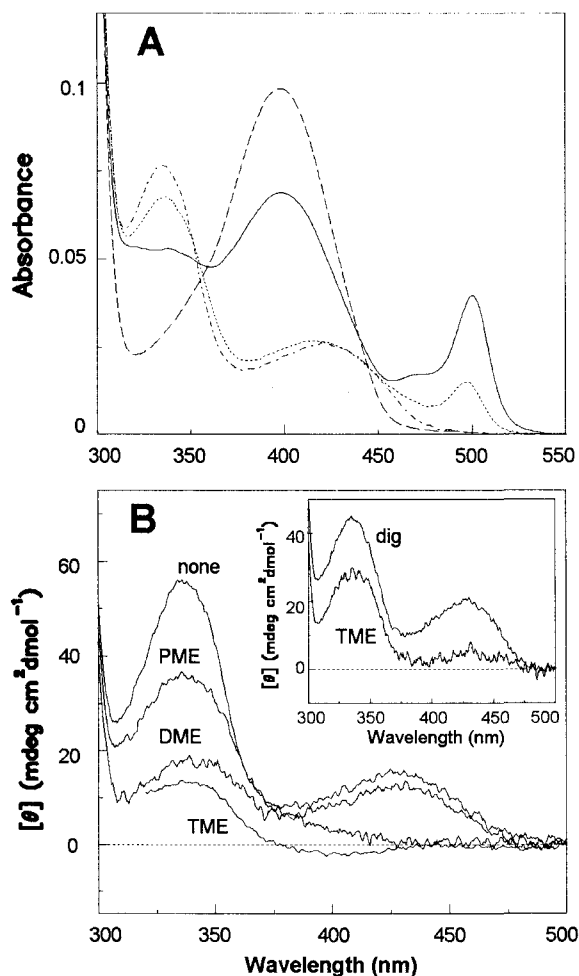 A
0.1
0.05
0
Absorbance
300 350 400 450 500 550
B
none
PME
DME
TME
60
40
20
0
[θ] (mdeg cm²dmol⁻¹)
300 350 400 450 500
Wavelength (nm)
dig
TME
40
20
0
[θ] (mdeg cm²dmol⁻¹)
300 350 400 450 500
Wavelength (nm)